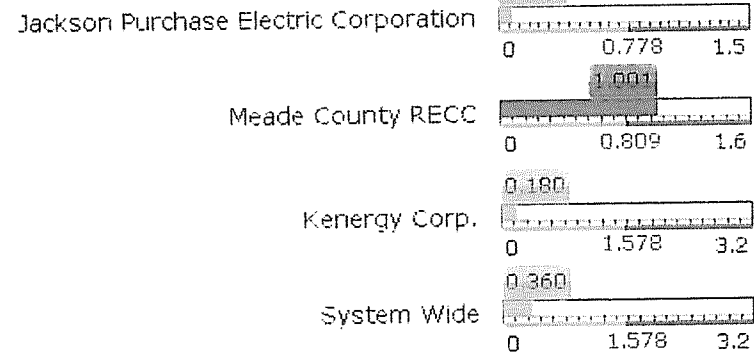 Jackson Purchase Electric Corporation
0 0.778 1.5
1.001
Meade County RECC
0 0.809 1.6
0.180
Kenergy Corp.
0 1.578 3.2
0.360
System Wide
0 1.578 3.2